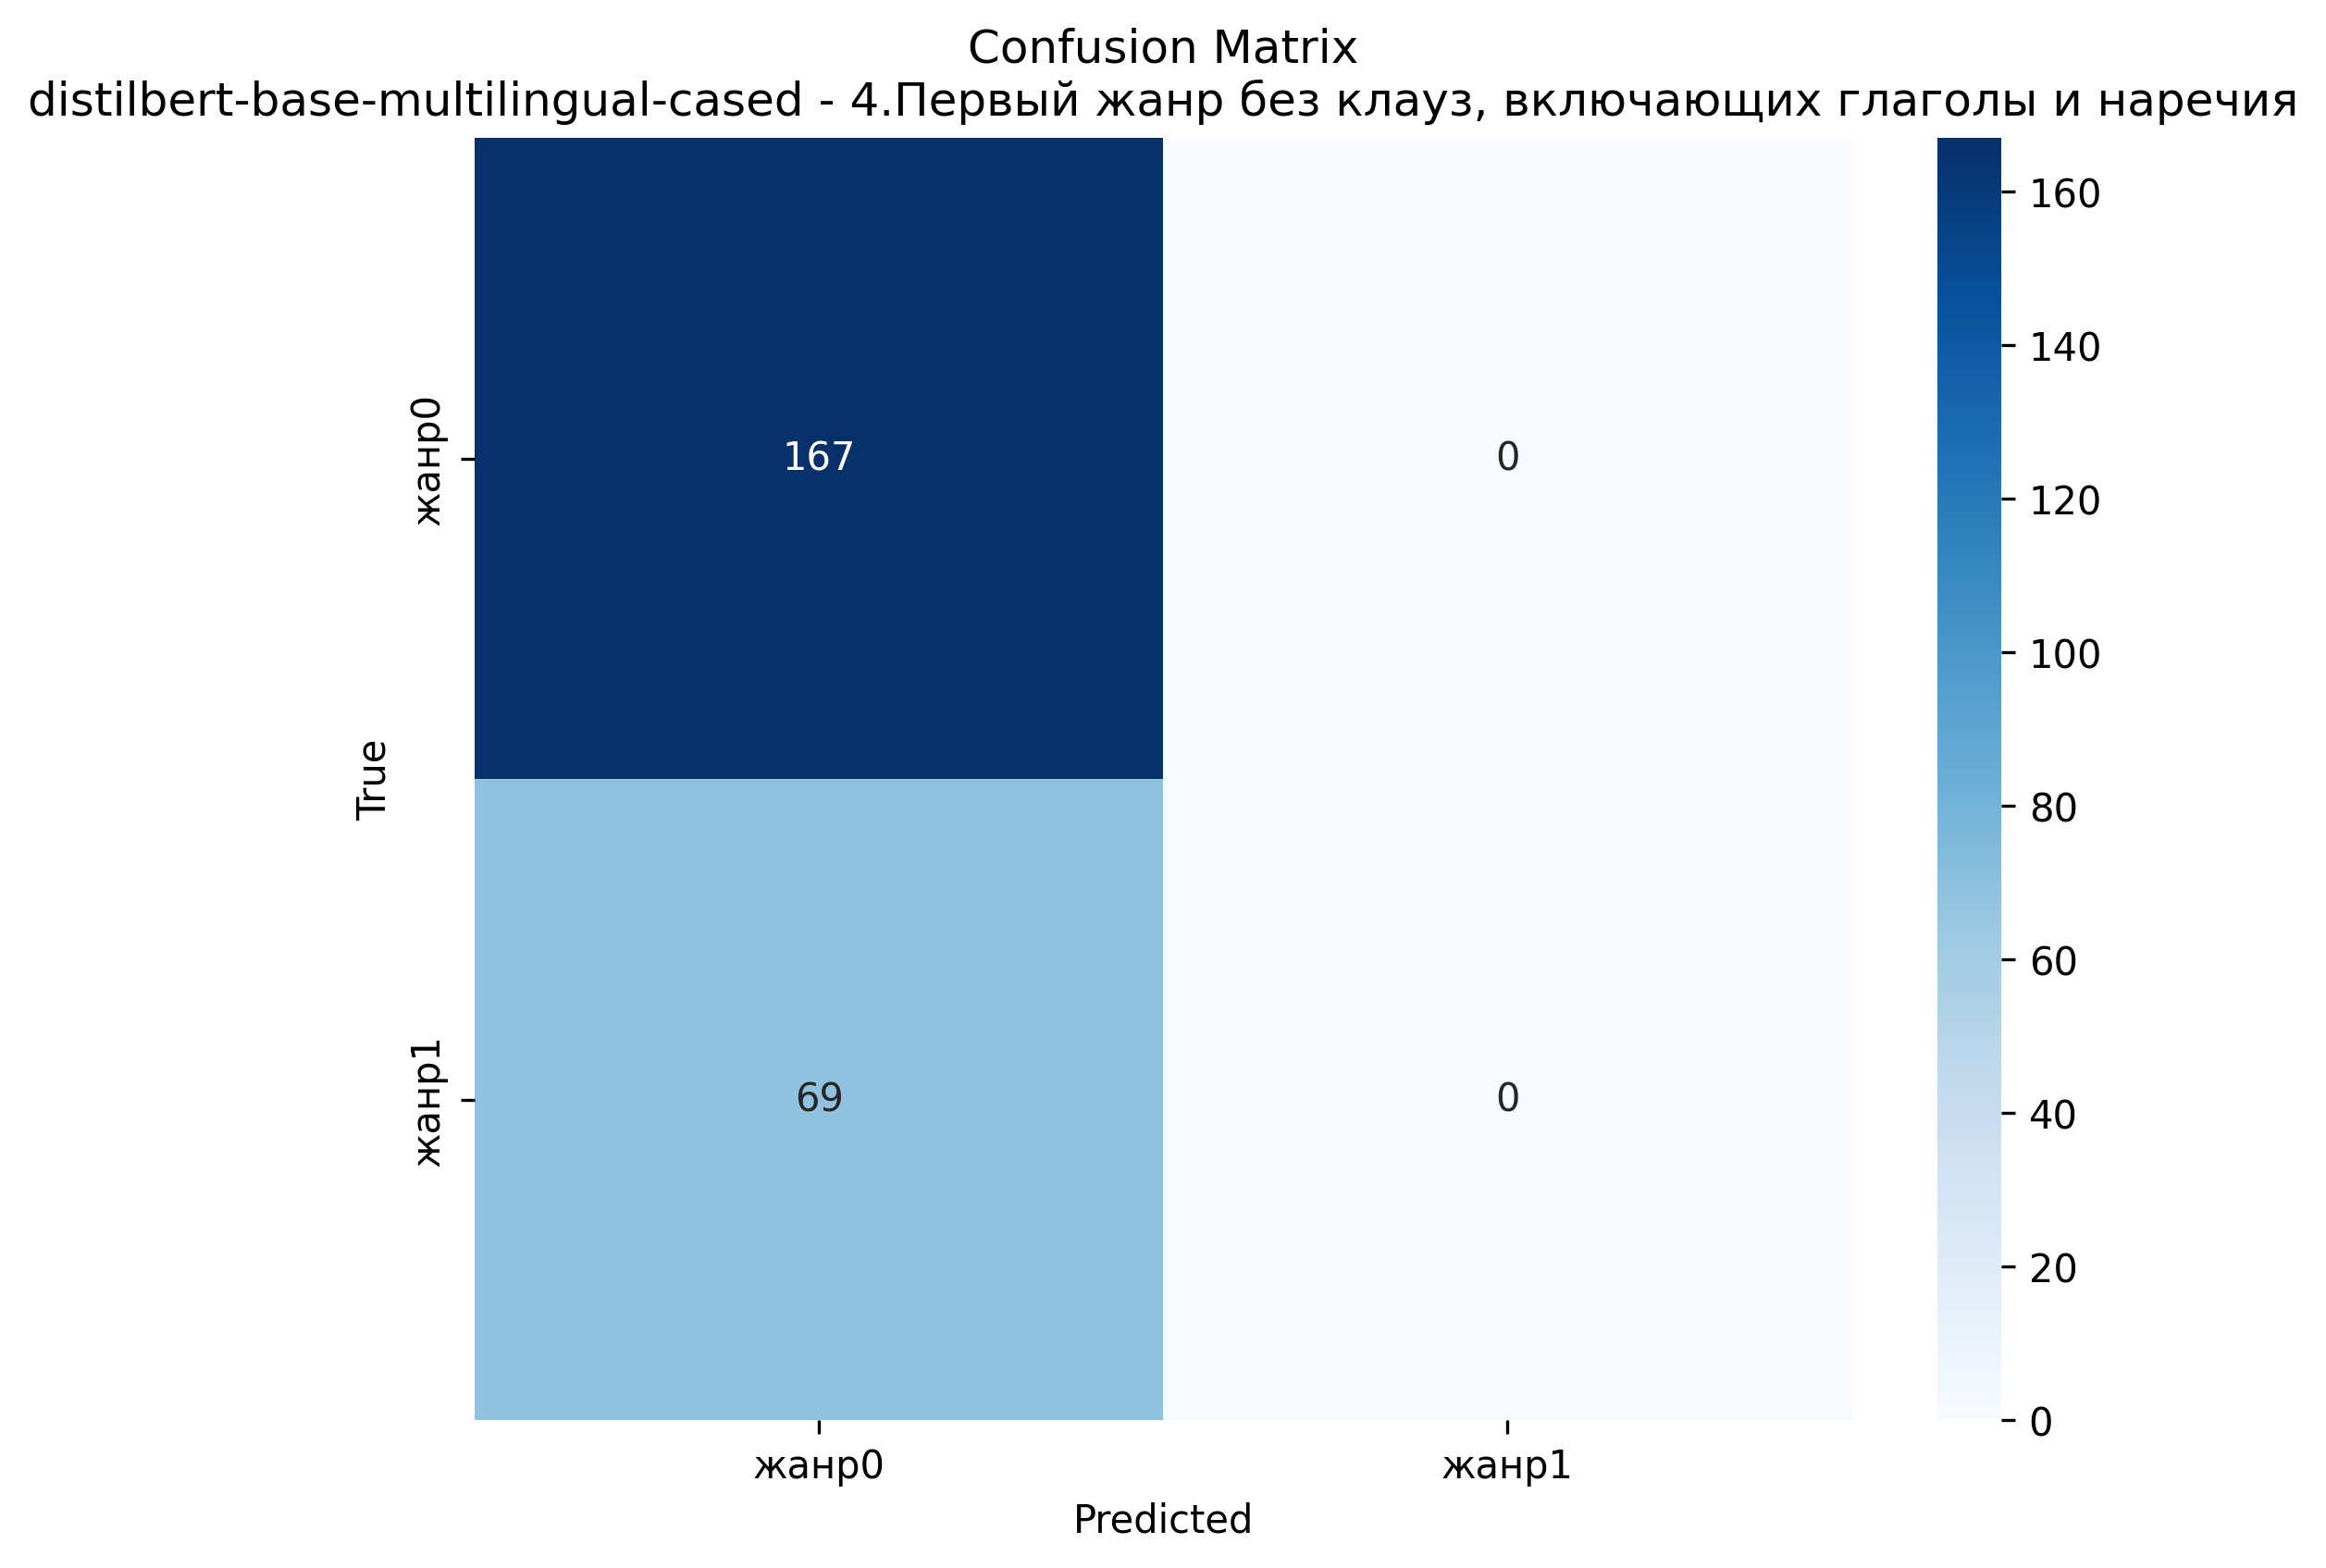 Confusion Matrix
distilbert-base-multilingual-cased - 4.Первый жанр без клауз, включающих глаголы и наречия
True
жанр0
167
0
жанр1
69
0
жанр0
жанр1
Predicted
160
140
120
100
80
60
40
20
0